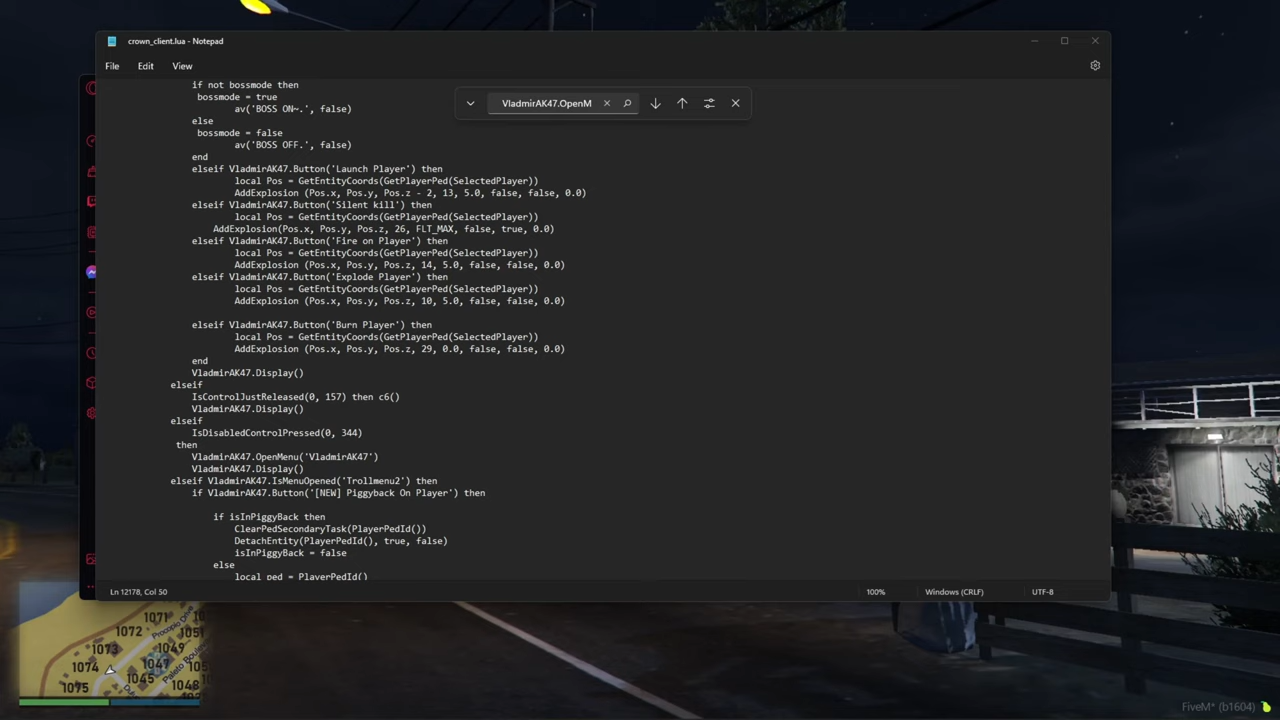 crown_client.lua - Notepad
File Edit View
VladmirAK47.OpenM
if not bossmode then
bossmode = true
av('BOSS ON~.', false)
else
bossmode = false
av('BOSS OFF.', false)
end
elseif VladmirAK47.Button('Launch Player') then
local Pos = GetEntityCoords(GetPlayerPed(SelectedPlayer))
AddExplosion (Pos.x, Pos.y, Pos.z - 2, 13, 5.0, false, false, 0.0)
elseif VladmirAK47.Button('Silent kill') then
local Pos = GetEntityCoords(GetPlayerPed(SelectedPlayer))
AddExplosion(Pos.x, Pos.y, Pos.z, 26, FLT_MAX, false, true, 0.0)
elseif VladmirAK47.Button('Fire on Player') then
local Pos = GetEntityCoords(GetPlayerPed(SelectedPlayer))
AddExplosion (Pos.x, Pos.y, Pos.z, 14, 5.0, false, false, 0.0)
elseif VladmirAK47.Button('Explode Player') then
local Pos = GetEntityCoords(GetPlayerPed(SelectedPlayer))
AddExplosion (Pos.x, Pos.y, Pos.z, 10, 5.0, false, false, 0.0)
elseif VladmirAK47.Button('Burn Player') then
local Pos = GetEntityCoords(GetPlayerPed(SelectedPlayer))
AddExplosion (Pos.x, Pos.y, Pos.z, 29, 0.0, false, false, 0.0)
end
VladmirAK47.Display()
elseif
IsControlJustReleased(0, 157) then c6()
VladmirAK47.Display()
elseif
IsDisabledControlPressed(0, 344)
then
VladmirAK47.OpenMenu('VladmirAK47')
VladmirAK47.Display()
elseif VladmirAK47.IsMenuOpened('Trollmenu2') then
if VladmirAK47.Button('[NEW] Piggyback On Player') then
if isInPiggyBack then
ClearPedSecondaryTask(PlayerPedId())
DetachEntity(PlayerPedId(), true, false)
isInPiggyBack = false
else
local ped = PlayerPedId()
Ln 12178, Col 50
100%
Windows (CRLF)
UTF-8
1071
1072
1051
1073
1049
1074
1047
1045
1048
1075
FiveM* (b1604)